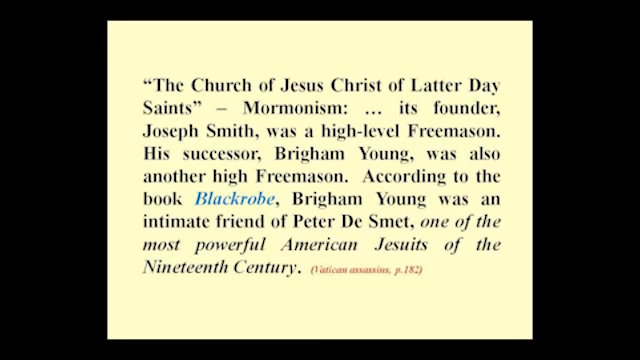 “The Church of Jesus Christ of Latter Day
Saints” – Mormonism: … its founder,
Joseph Smith, was a high-level Freemason.
His successor, Brigham Young, was also
another high Freemason. According to the
book Blackrobe, Brigham Young was an
intimate friend of Peter De Smet, one of the
most powerful American Jesuits of the
Nineteenth Century. (Vatican assassins, p.182)